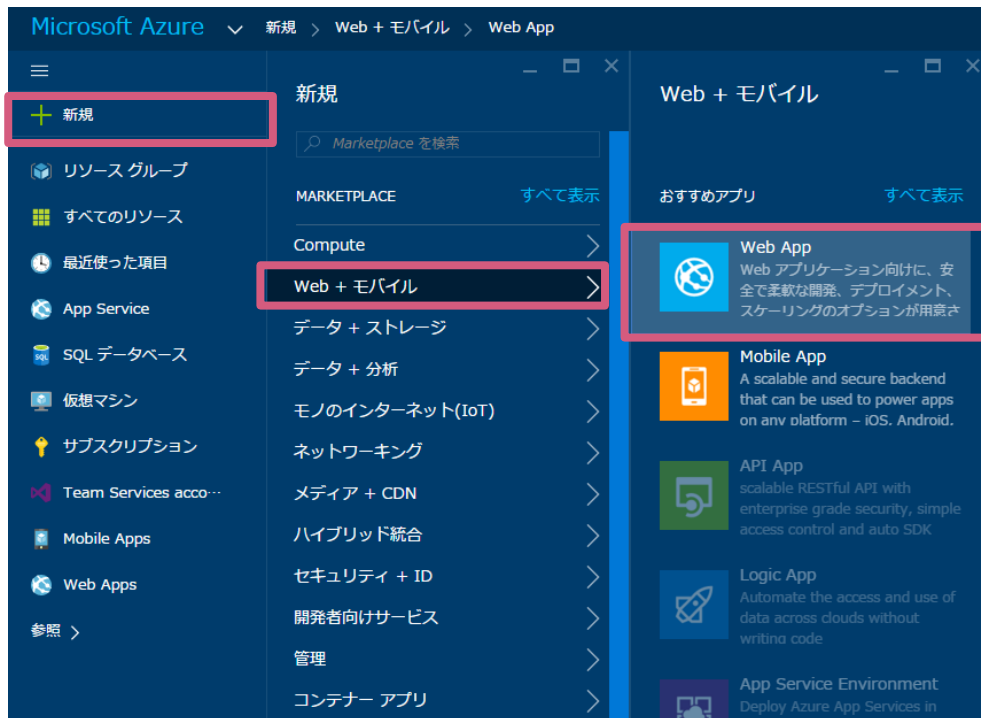 Microsoft Azure 新規 > Web + モバイル > Web App
新規
リソース グループ
すべてのリソース
最近使った項目
App Service
SQL データベース
仮想マシン
サブスクリプション
Team Services acco…
Mobile Apps
Web Apps
参照 >
新規
Marketplace を検索
MARKETPLACE すべて表示
Compute
Web + モバイル
データ + ストレージ
データ + 分析
モノのインターネット(IoT)
ネットワーキング
メディア + CDN
ハイブリッド統合
セキュリティ + ID
開発者向けサービス
管理
コンテナー アプリ
Web + モバイル
おすすめアプリ すべて表示
Web App
Web アプリケーション向けに、安
全で柔軟な開発、デプロイメント、
スケーリングのオプションが用意さ
Mobile App
A scalable and secure backend
that can be used to power apps
on any platform – iOS, Android,
API App
scalable RESTful API with
enterprise grade security, simple
access control and auto SDK
Logic App
Automate the access and use of
data across clouds without
writing code
App Service Environment
Deploy Azure App Services in